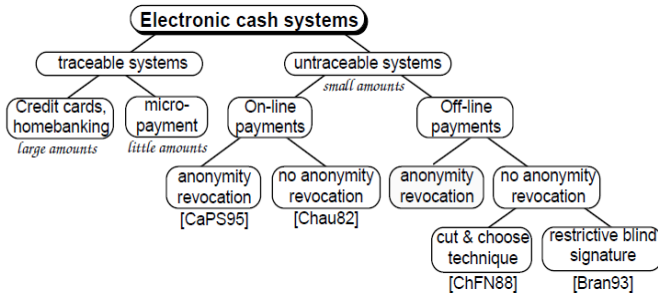 Electronic cash systems
traceable systems
untraceable systems
small amounts
Credit cards,
homebanking
large amounts
micro-
payment
little amounts
On-line
payments
Off-line
payments
anonymity
revocation
[CaPS95]
no anonymity
revocation
[Chau82]
anonymity
revocation
no anonymity
revocation
cut & choose
technique
[ChFN88]
restrictive blind
signature
[Bran93]